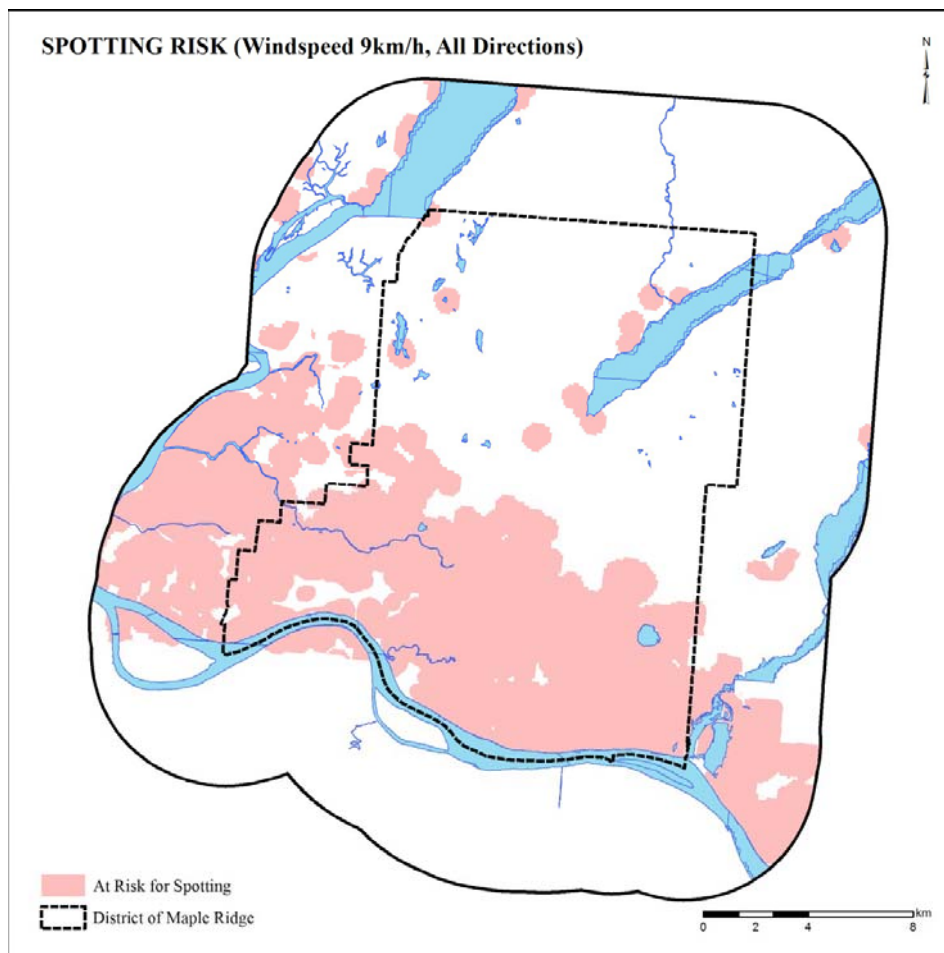 SPOTTING RISK (Windspeed 9km/h, All Directions)
N
At Risk for Spotting
District of Maple Ridge
km
0 2 4 8